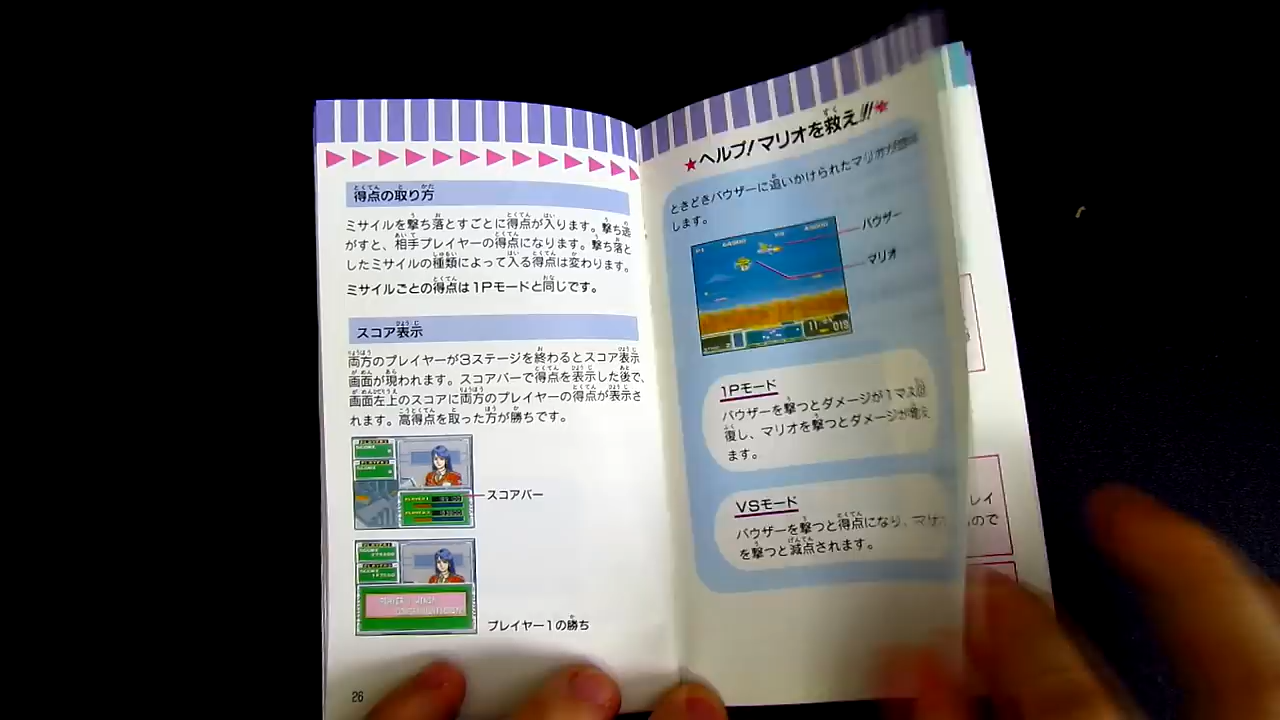 得点の取り方
ミサイルを撃ち落とすごとに得点が入ります。撃ち逃
がすと、相手プレイヤーの得点になります。撃ち落と
したミサイルの種類によって入る得点は変わります。
ミサイルごとの得点は1Pモードと同じです。
スコア表示
両方のプレイヤーが3ステージを終わるとスコア表示
画面が現われます。スコアバーで得点を表示した後で、
画面左上のスコアに両方のプレイヤーの得点が表示さ
れます。高得点を取った方が勝ちです。
スコアバー
プレイヤー1の勝ち
26
★ヘルプ!マリオを救え!!!★
ときどきバウザーに追いかけられたマリオが
します。
バウザー
マリオ
1Pモード
バウザーを撃つとダメージが1マス
復し、マリオを撃つとダメージが
ます。
VSモード
バウザーを撃つと得点になり、マリオ
を撃つと減点されます。
レイ
ので